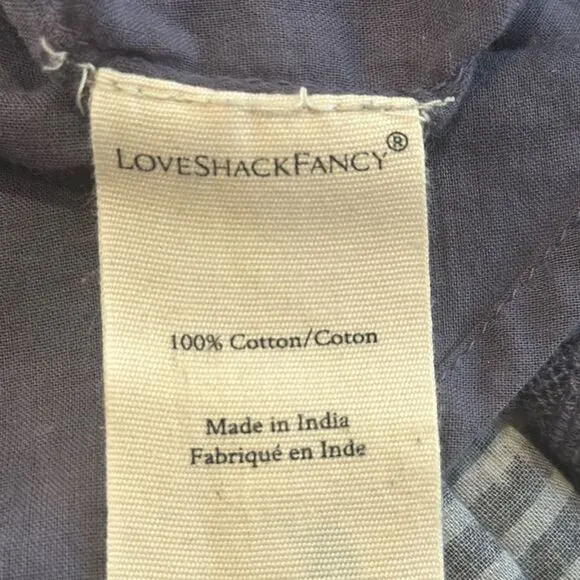 LOVESHACKFANCY®
100% Cotton/Coton
Made in India
Fabriqué en Inde